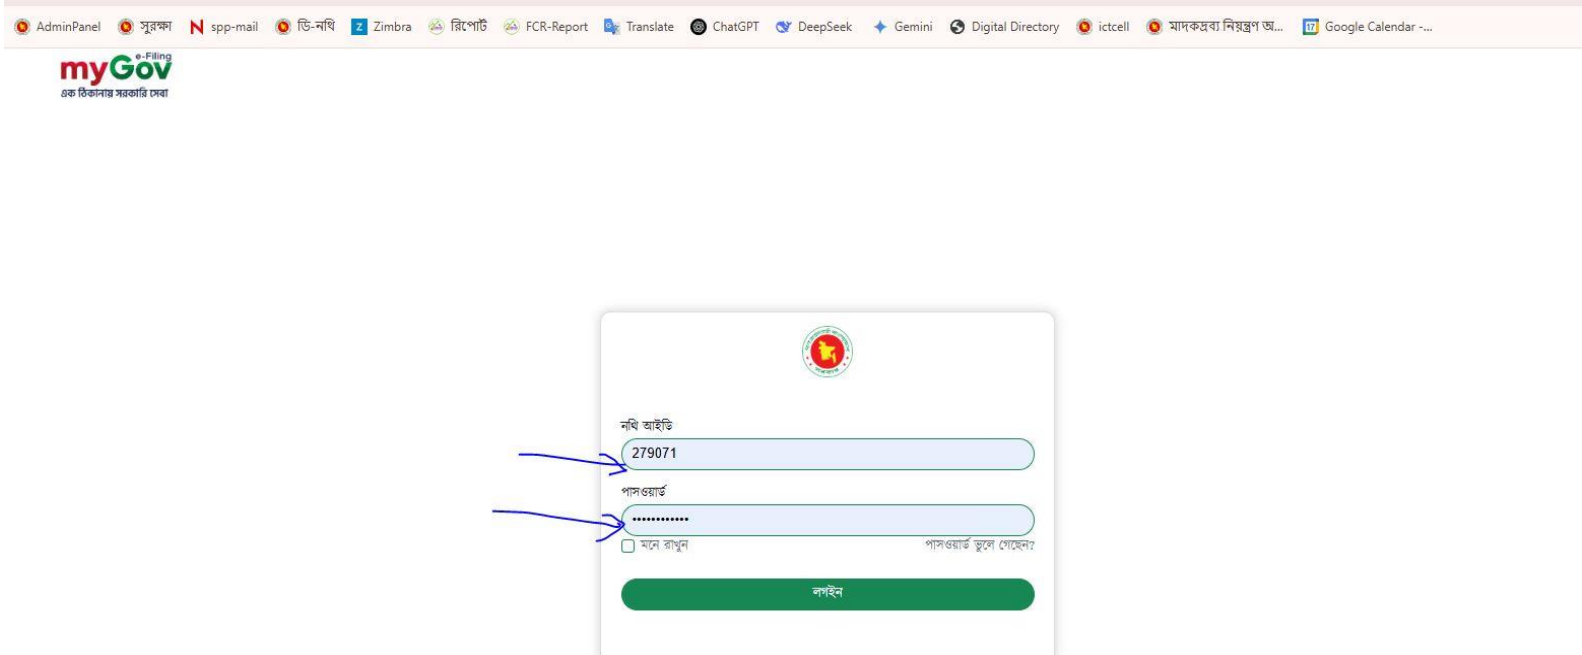 AdminPanel সুরক্ষা spp-mail ডি-নথি Zimbra রিপোর্ট FCR-Report Translate ChatGPT DeepSeek Gemini Digital Directory ictcell মাদকদ্রব্য নিয়ন্ত্রণ অ... Google Calendar -...
e-Filing
myGov
এক ঠিকানায় সরকারি সেবা
নথি আইডি
279071
পাসওয়ার্ড
••••••••••••
মনে রাখুন পাসওয়ার্ড ভুলে গেছেন?
লগইন